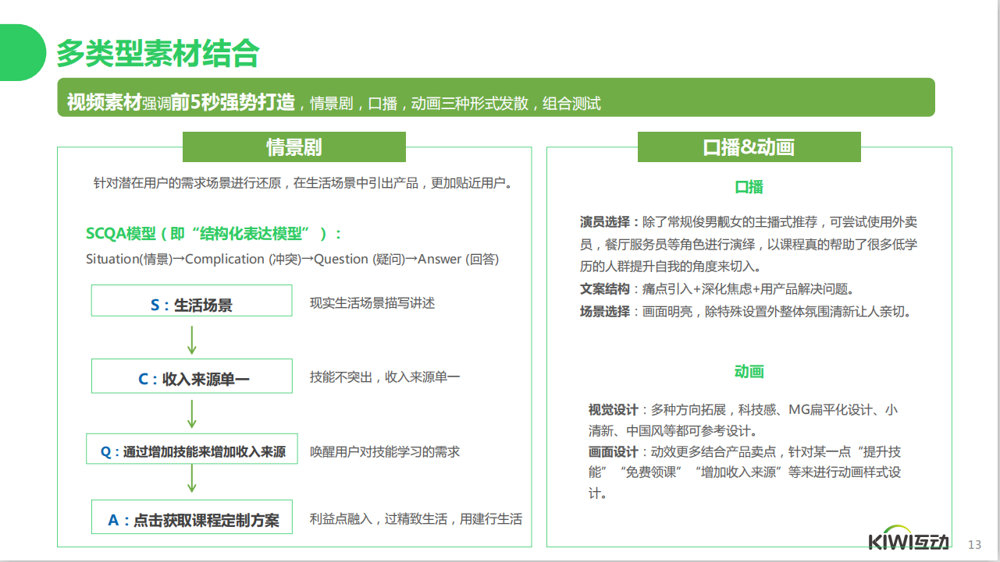 多类型素材结合
视频素材强调前5秒强势打造，情景剧，口播，动画三种形式发散，组合测试
情景剧
针对潜在用户的需求场景进行还原，在生活场景中引出产品，更加贴近用户。
SCQA模型（即“结构化表达模型”）：
Situation(情景)→Complication (冲突)→Question (疑问)→Answer (回答)
S：生活场景
现实生活场景描写讲述
C：收入来源单一
技能不突出，收入来源单一
Q：通过增加技能来增加收入来源
唤醒用户对技能学习的需求
A：点击获取课程定制方案
利益点融入，过精致生活，用建行生活
口播&动画
口播
演员选择：除了常规俊男靓女的主播式推荐，可尝试使用外卖
员，餐厅服务员等角色进行演绎，以课程真的帮助了很多低学
历的人群提升自我的角度来切入。
文案结构：痛点引入+深化焦虑+用产品解决问题。
场景选择：画面明亮，除特殊设置外整体氛围清新让人亲切。
动画
视觉设计：多种方向拓展，科技感、MG扁平化设计、小
清新、中国风等都可参考设计。
画面设计：动效更多结合产品卖点，针对某一点“提升技
能”“免费领课”“增加收入来源”等来进行动画样式设
计。
KIWI互动
13